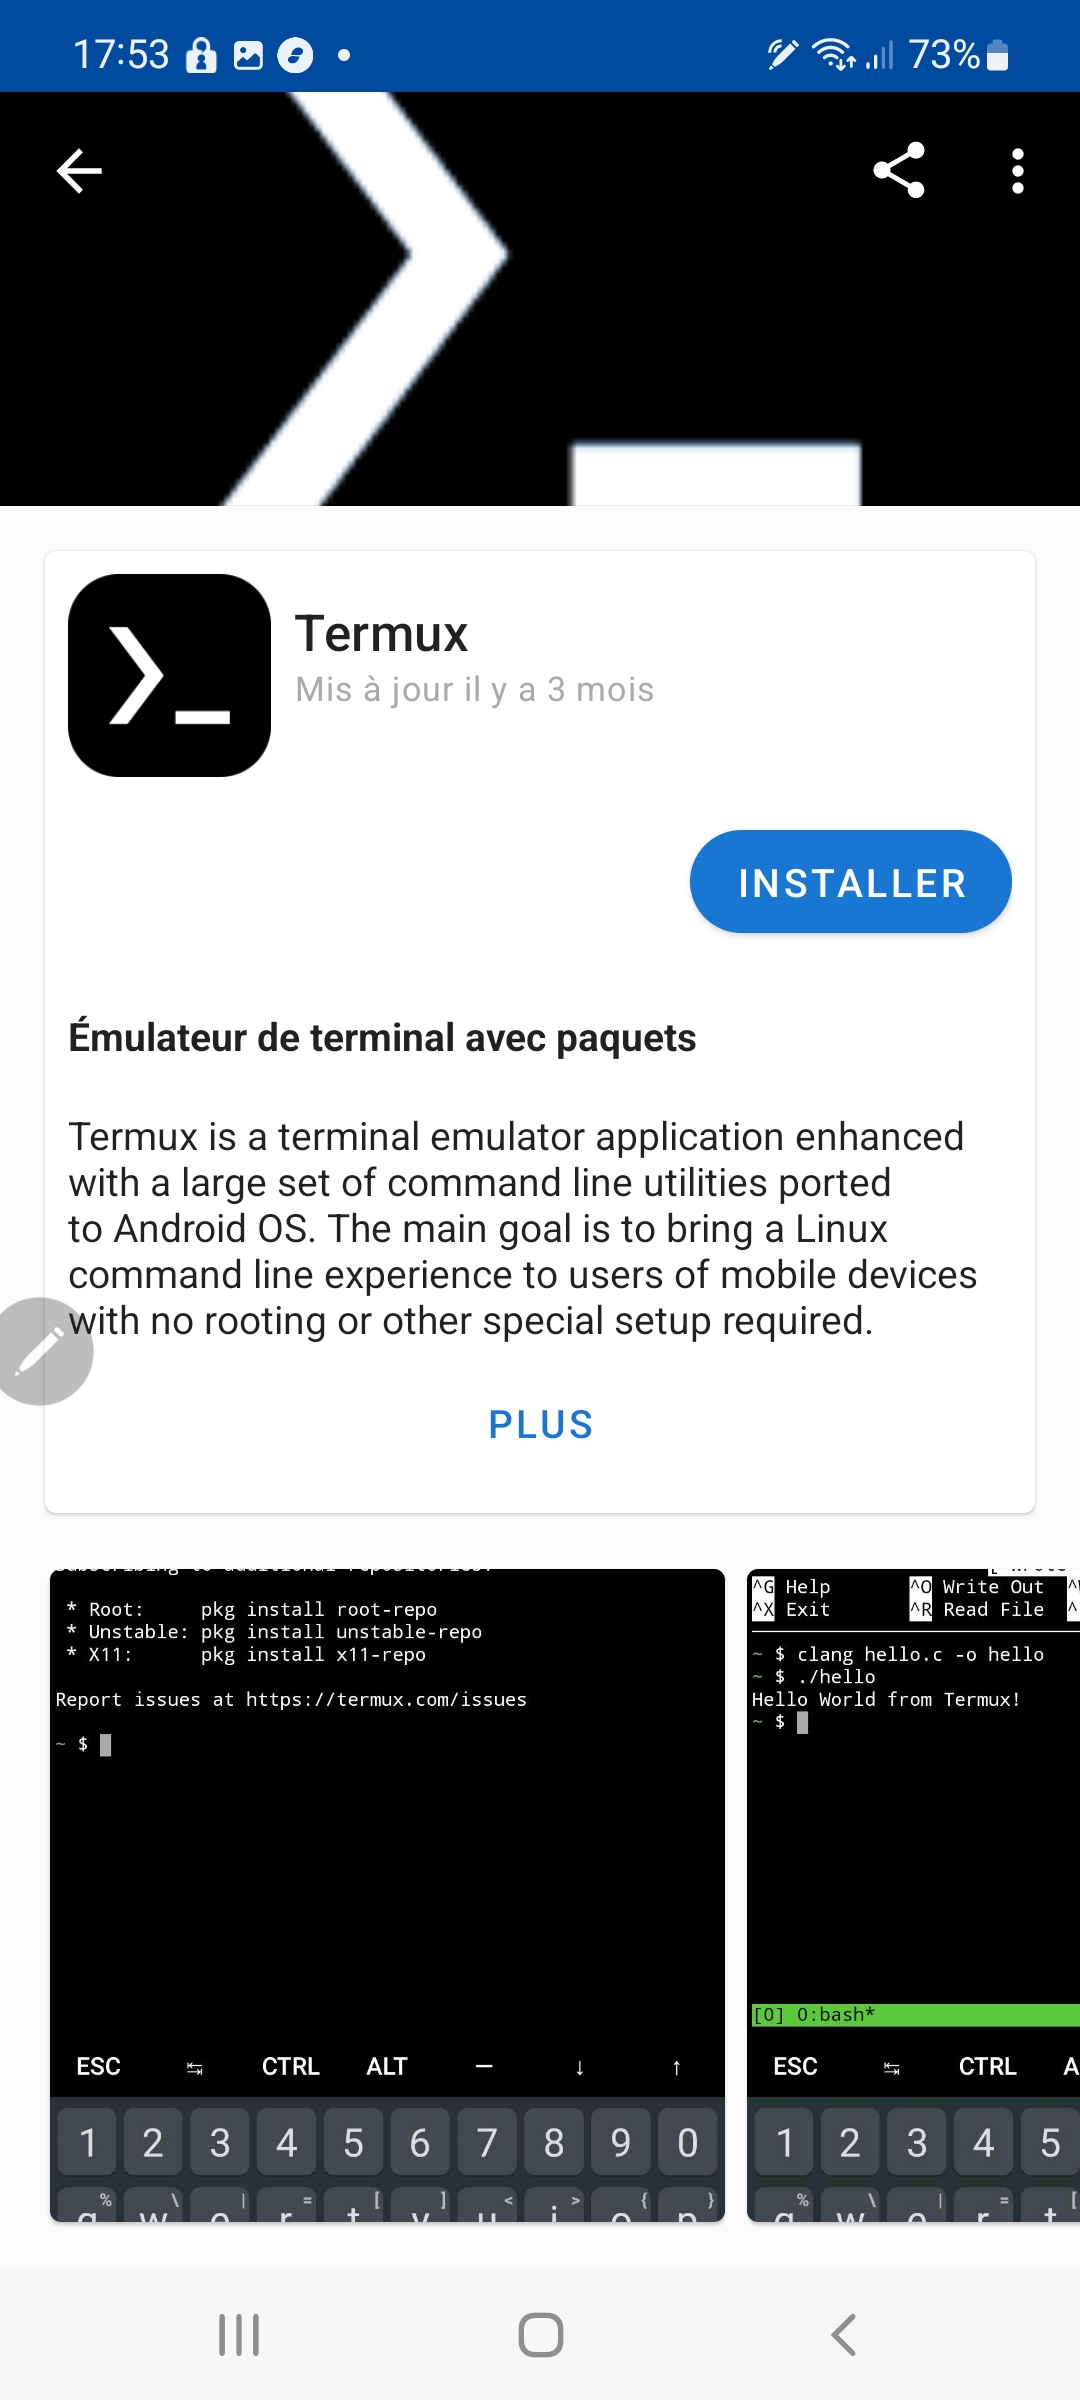 17:53
73%
Termux
Mis à jour il y a 3 mois
INSTALLER
Émulateur de terminal avec paquets
Termux is a terminal emulator application enhanced
with a large set of command line utilities ported
to Android OS. The main goal is to bring a Linux
command line experience to users of mobile devices
with no rooting or other special setup required.
PLUS
Subscribing to additional repositories:
* Root: pkg install root-repo
* Unstable: pkg install unstable-repo
* X11: pkg install x11-repo
Report issues at https://termux.com/issues
~ $
ESC ↹ CTRL ALT — ↓ ↑
1 2 3 4 5 6 7 8 9 0
% \ | = [ ] < > { }
q w e r t y u i o p
^G Help ^O Write Out
^X Exit ^R Read File
~ $ clang hello.c -o hello
~ $ ./hello
Hello World from Termux!
~ $
[0] 0:bash*
ESC ↹ CTRL A
1 2 3 4 5
% \ | = [
q w e r t